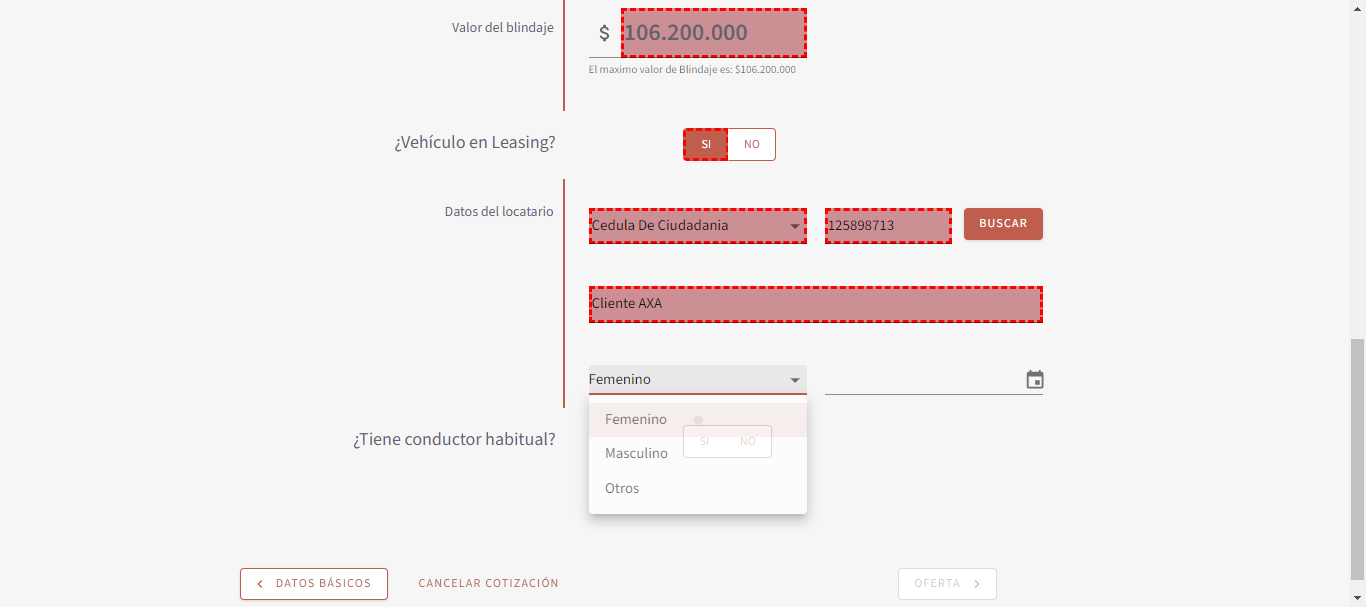 Valor del blindaje
$ 106.200.000
El maximo valor de Blindaje es: $106.200.000
¿Vehículo en Leasing?
SI NO
Datos del locatario
Cedula De Ciudadania
125898713
BUSCAR
Cliente AXA
Femenino
Femenino
¿Tiene conductor habitual?
SI NO
Masculino
Otros
DATOS BÁSICOS
CANCELAR COTIZACIÓN
OFERTA